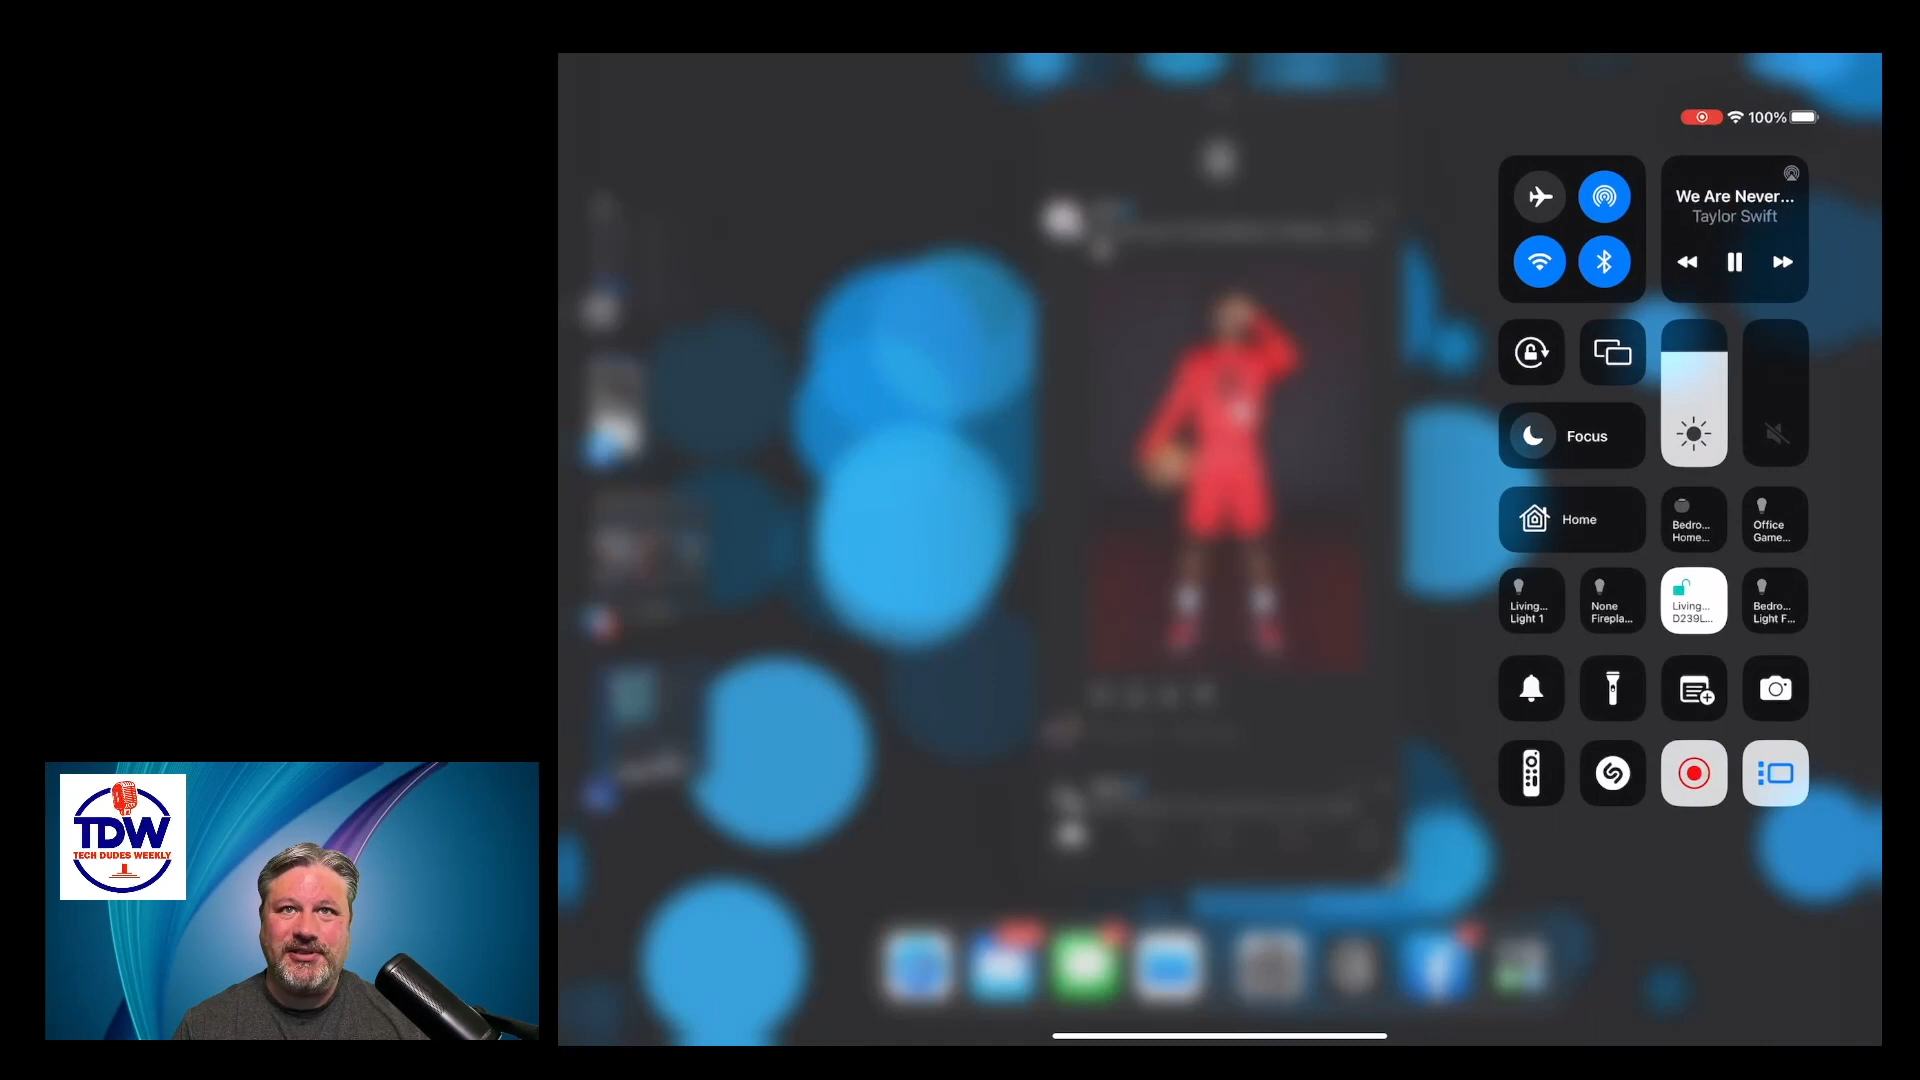 100%
We Are Never...
Taylor Swift
Focus
Home
Bedro...
Home...
Office
Game...
Living...
Light 1
None
Firepla...
Living...
D239L...
Bedro...
Light F...
TDW
TECH DUDES WEEKLY